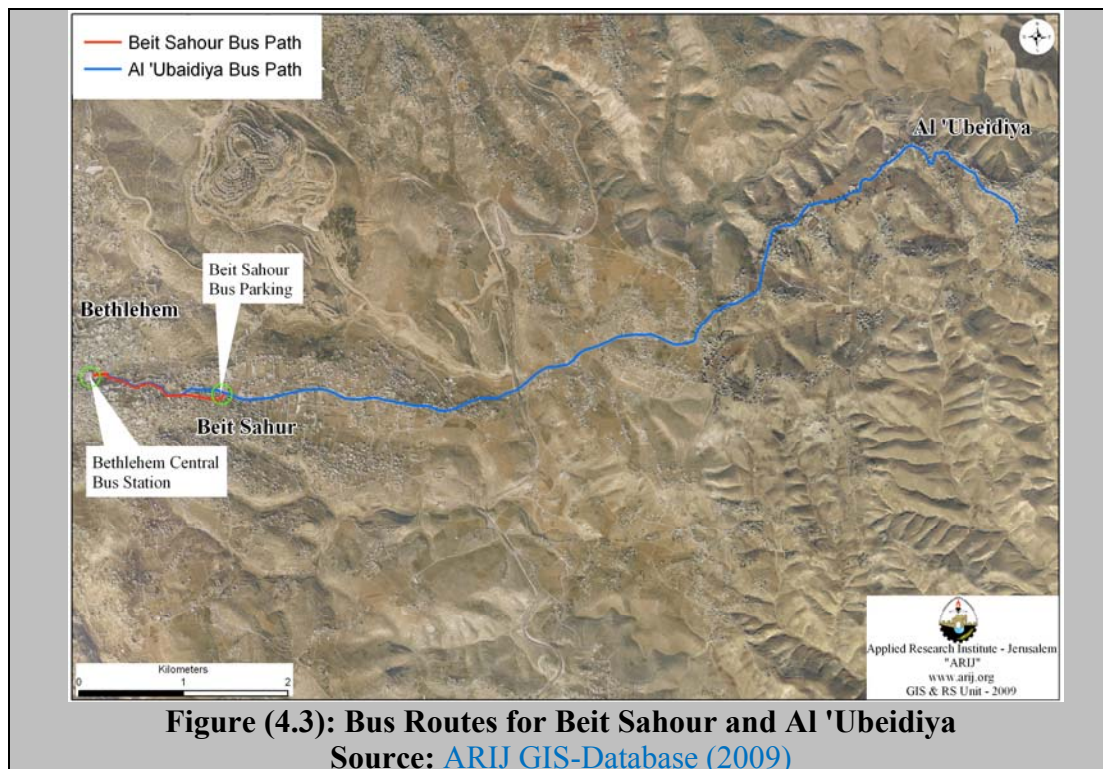 Beit Sahour Bus Path
Al 'Ubaidiya Bus Path
Al 'Ubeidiya
Beit Sahour
Bus Parking
Bethlehem
Beit Sahur
Bethlehem Central
Bus Station
Kilometers
0 1 2
Applied Research Institute - Jerusalem
"ARIJ"
www.arij.org
GIS & RS Unit - 2009
Figure (4.3): Bus Routes for Beit Sahour and Al 'Ubeidiya
Source: ARIJ GIS-Database (2009)